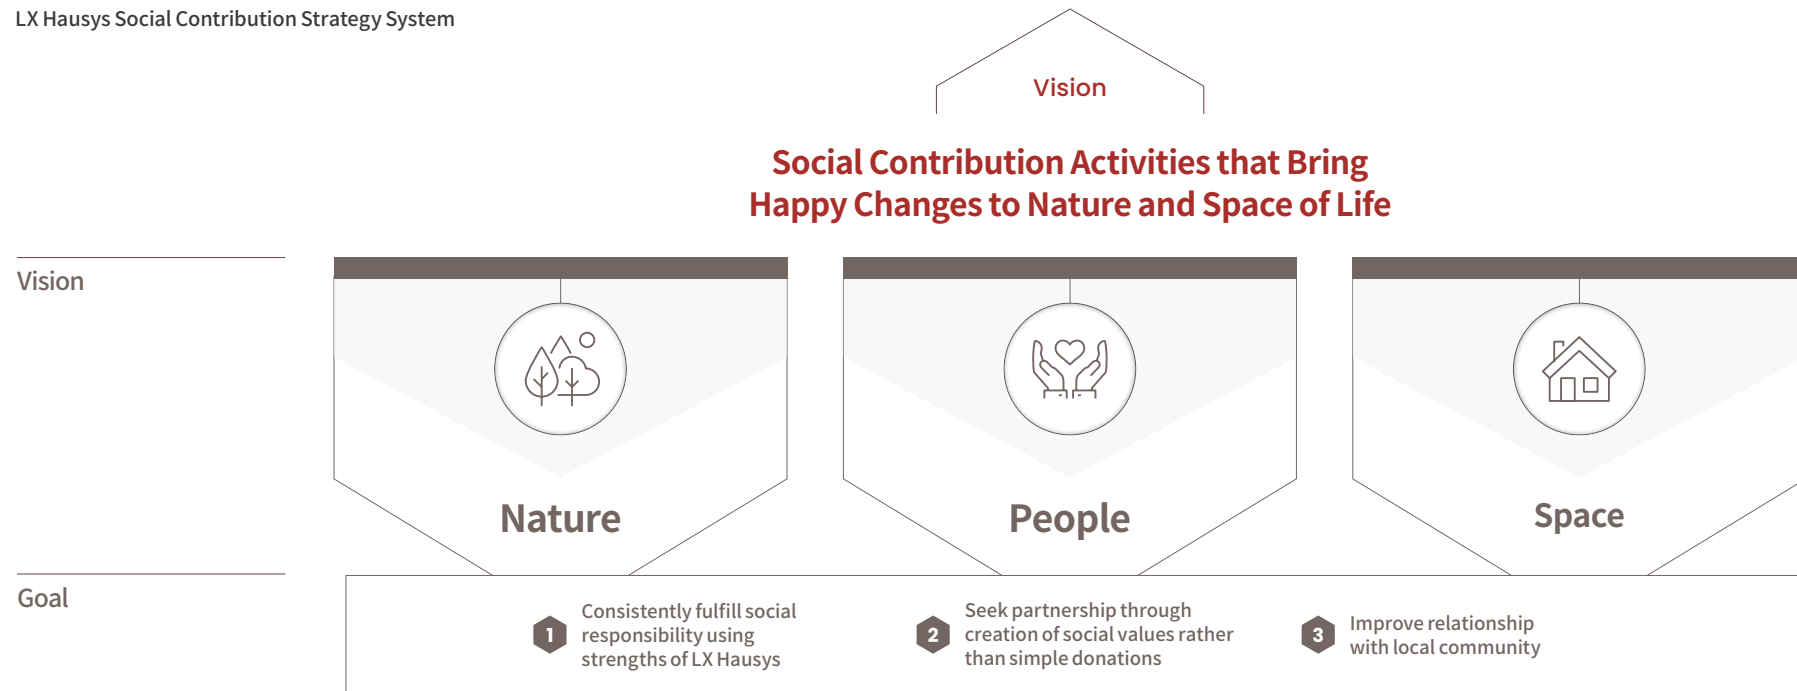 LX Hausys Social Contribution Strategy System
Vision
Social Contribution Activities that Bring
Happy Changes to Nature and Space of Life
Vision
Nature
People
Space
Goal
1
Consistently fulfill social
responsibility using
strengths of LX Hausys
2
Seek partnership through
creation of social values rather
than simple donations
3
Improve relationship
with local community